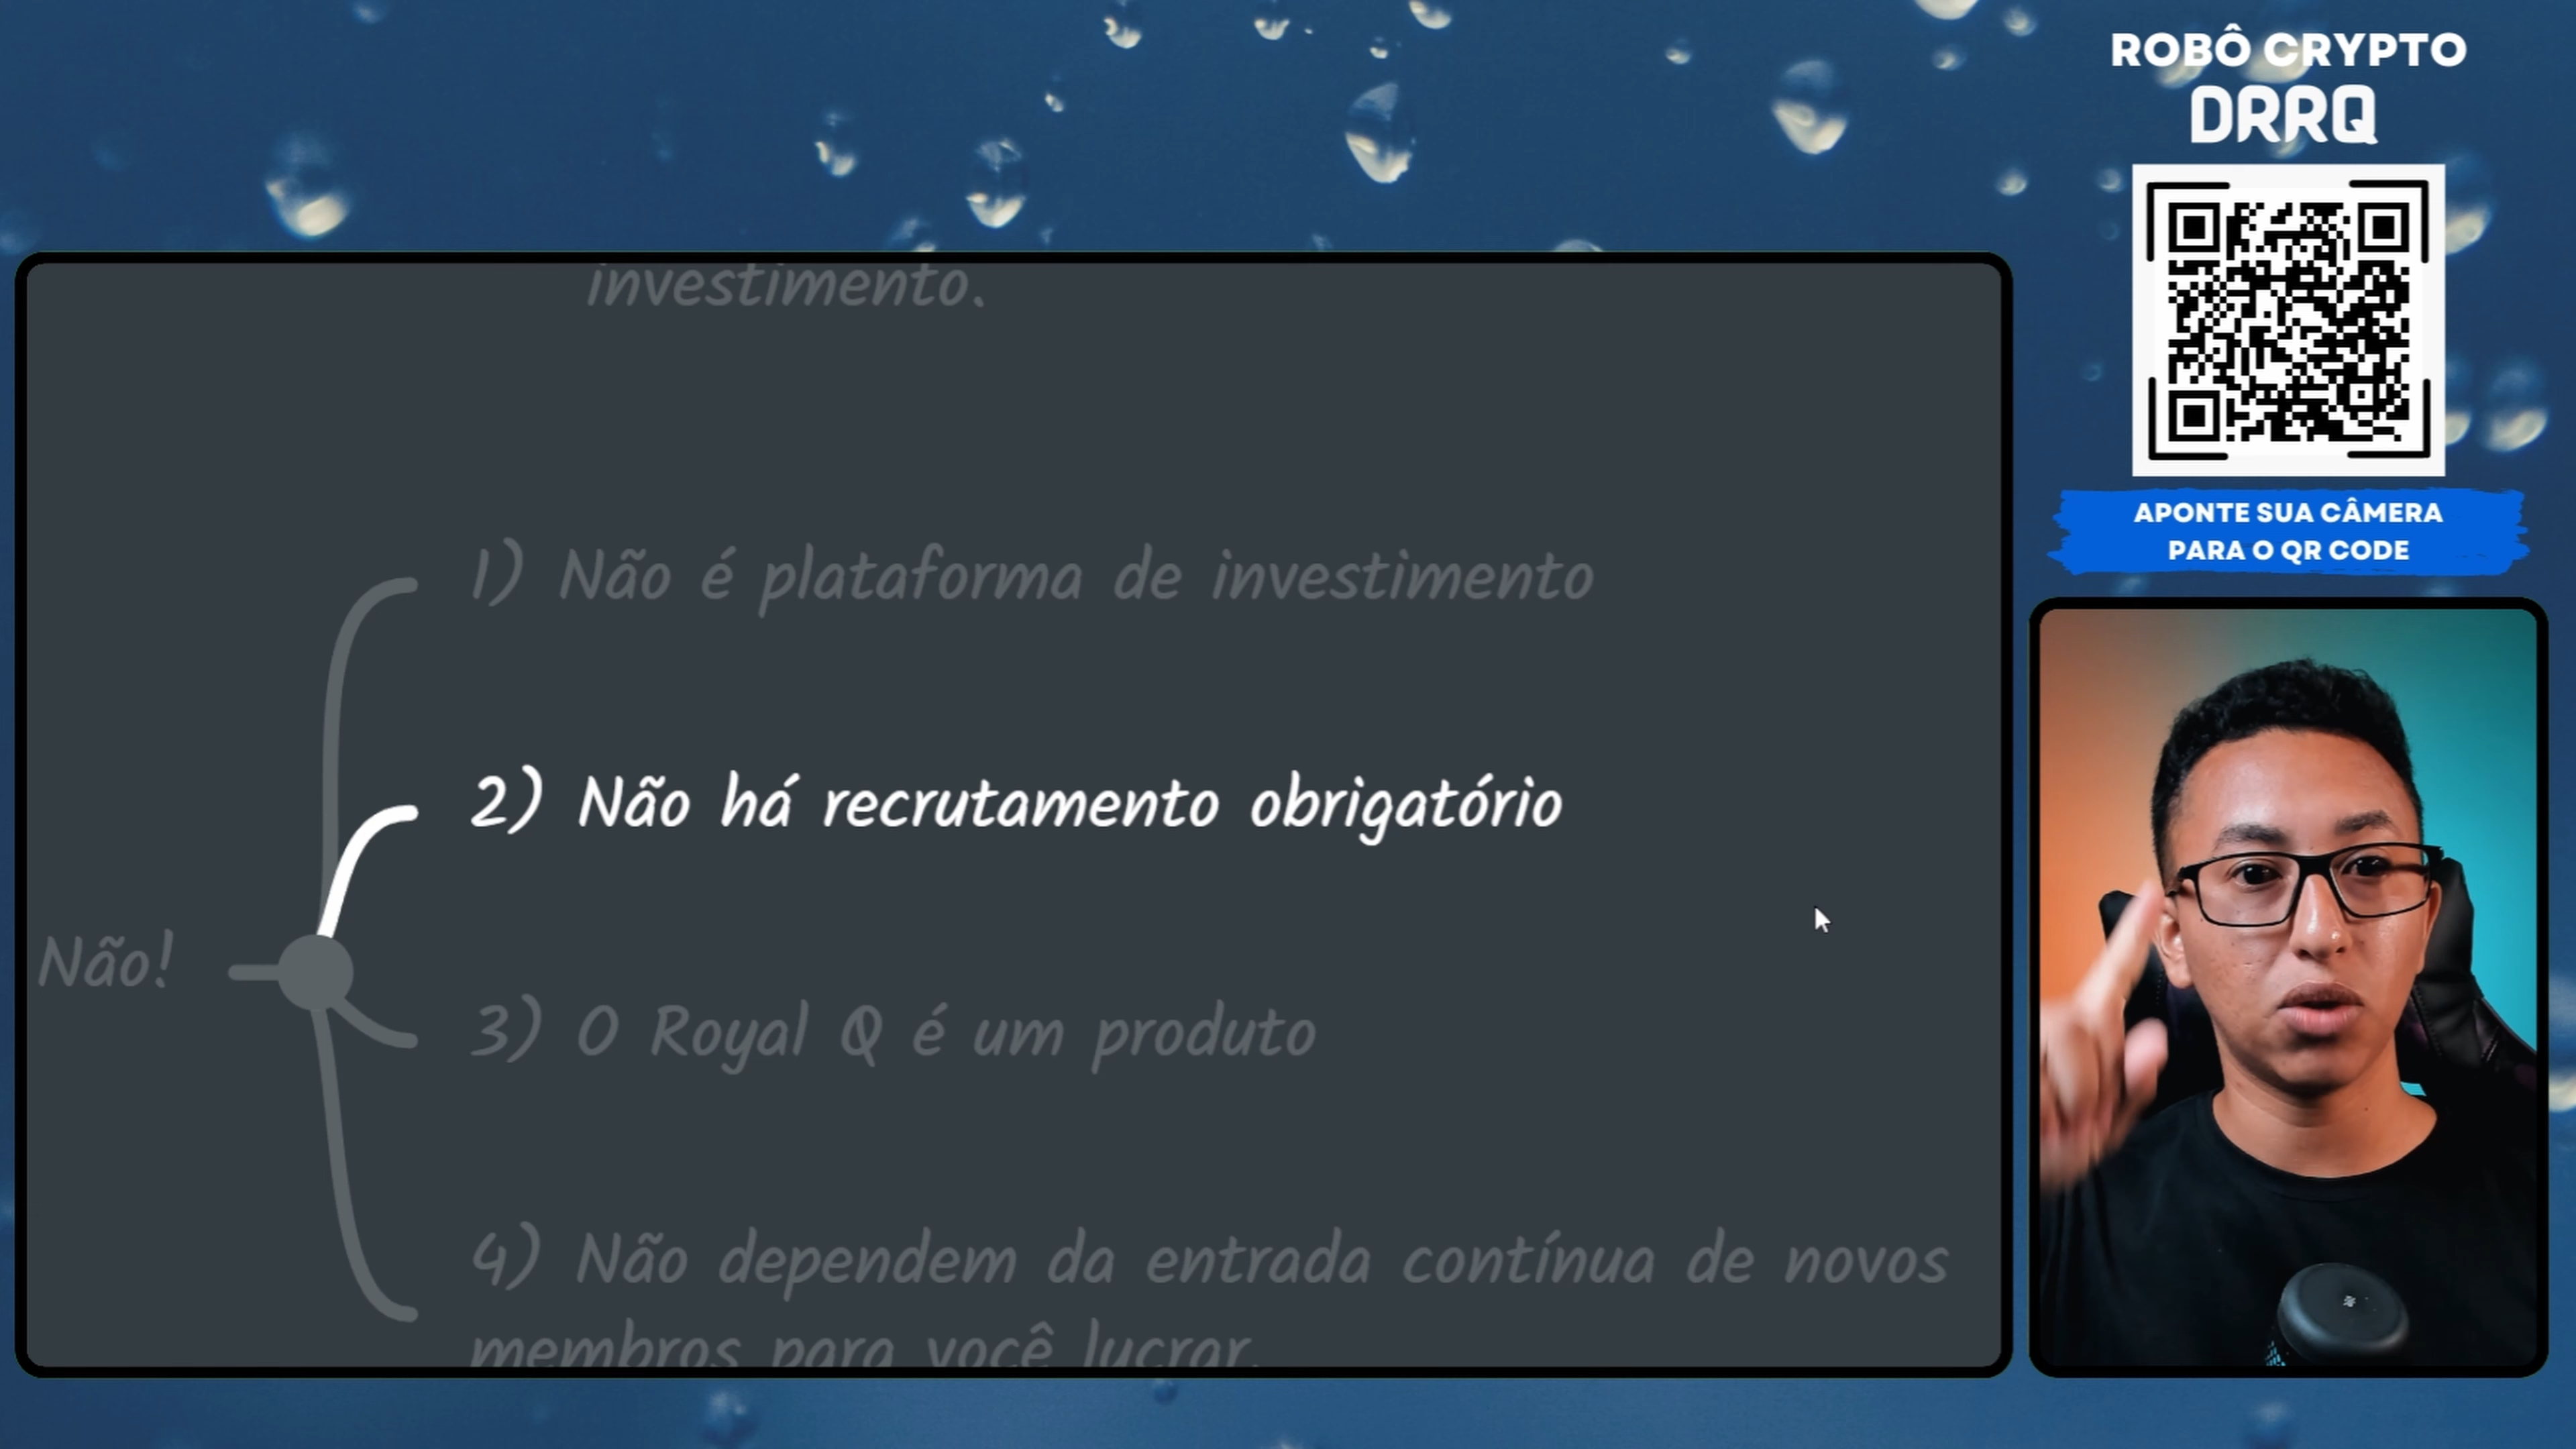 ROBÔ CRYPTO
DRRQ
APONTE SUA CÂMERA
PARA O QR CODE
investimento.
1) Não é plataforma de investimento
2) Não há recrutamento obrigatório
Não!
3) O Royal Q é um produto
4) Não dependem da entrada contínua de novos
membros para você lucrar.